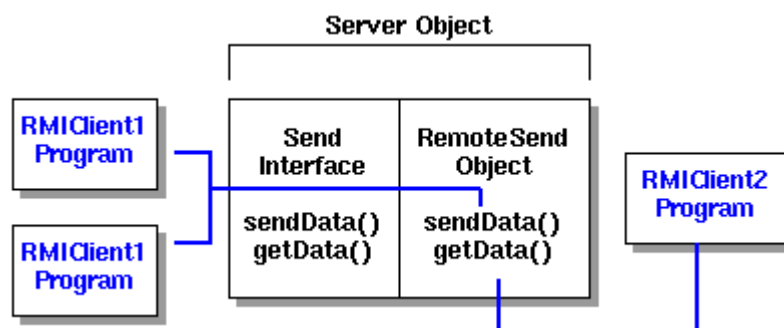 Server Object
RMIClient1
Program
Send
Interface
sendData()
getData()
RemoteSend
Object
sendData()
getData()
RMIClient2
Program
RMIClient1
Program